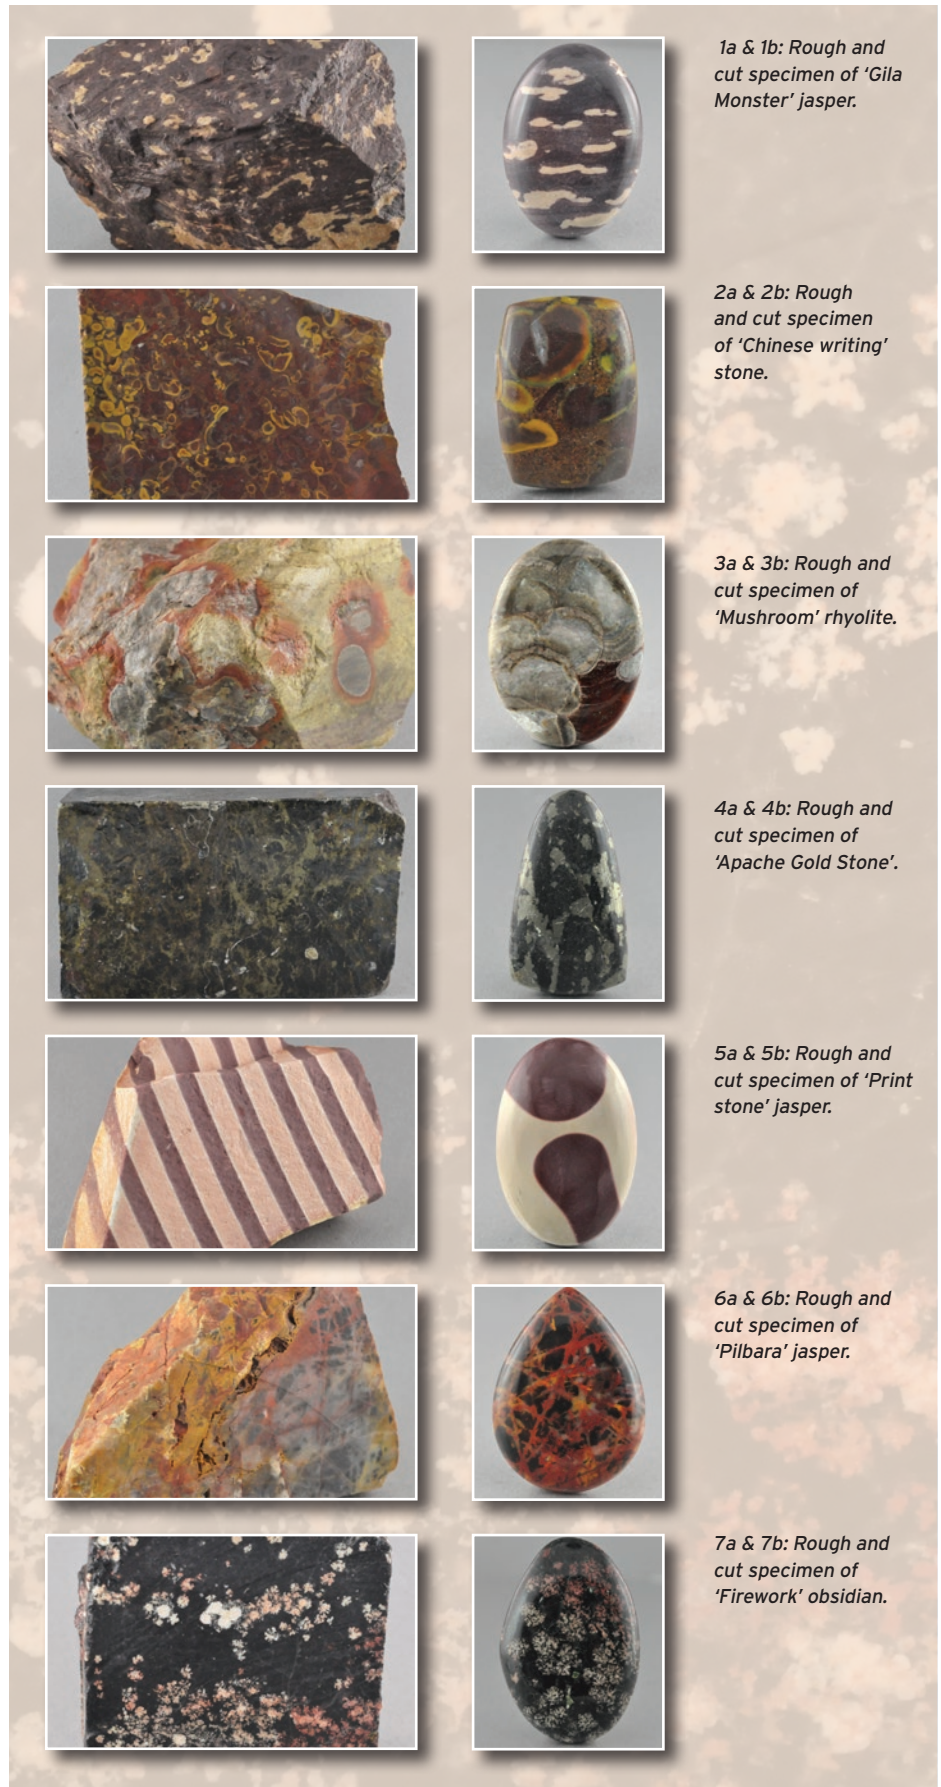 1a & 1b: Rough and
cut specimen of ‘Gila
Monster’ jasper.
2a & 2b: Rough
and cut specimen
of ‘Chinese writing’
stone.
3a & 3b: Rough and
cut specimen of
‘Mushroom’ rhyolite.
4a & 4b: Rough and
cut specimen of
‘Apache Gold Stone’.
5a & 5b: Rough and
cut specimen of ‘Print
stone’ jasper.
6a & 6b: Rough and
cut specimen of
‘Pilbara’ jasper.
7a & 7b: Rough and
cut specimen of
‘Firework’ obsidian.